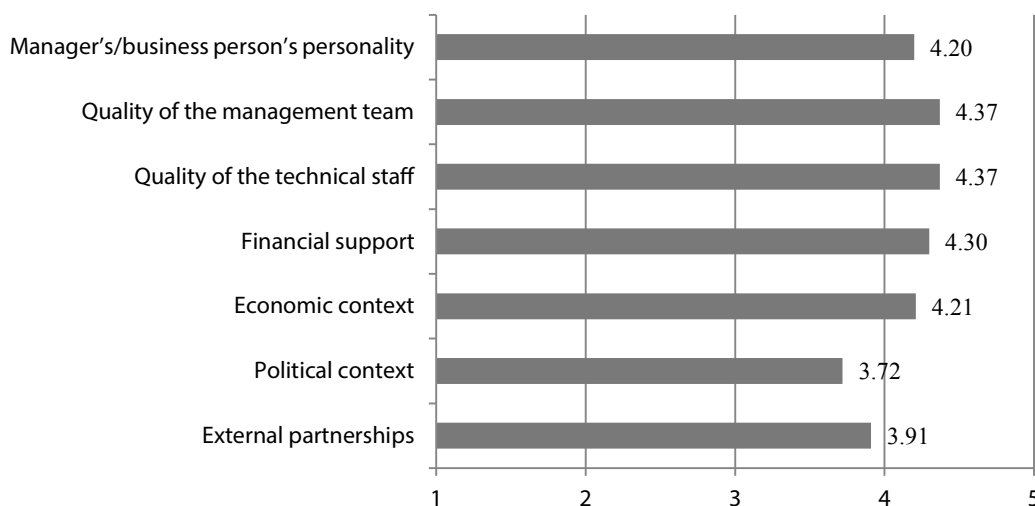 Manager’s/business person’s personality 4.20
Quality of the management team 4.37
Quality of the technical staff 4.37
Financial support 4.30
Economic context 4.21
Political context 3.72
External partnerships 3.91
1 2 3 4 5